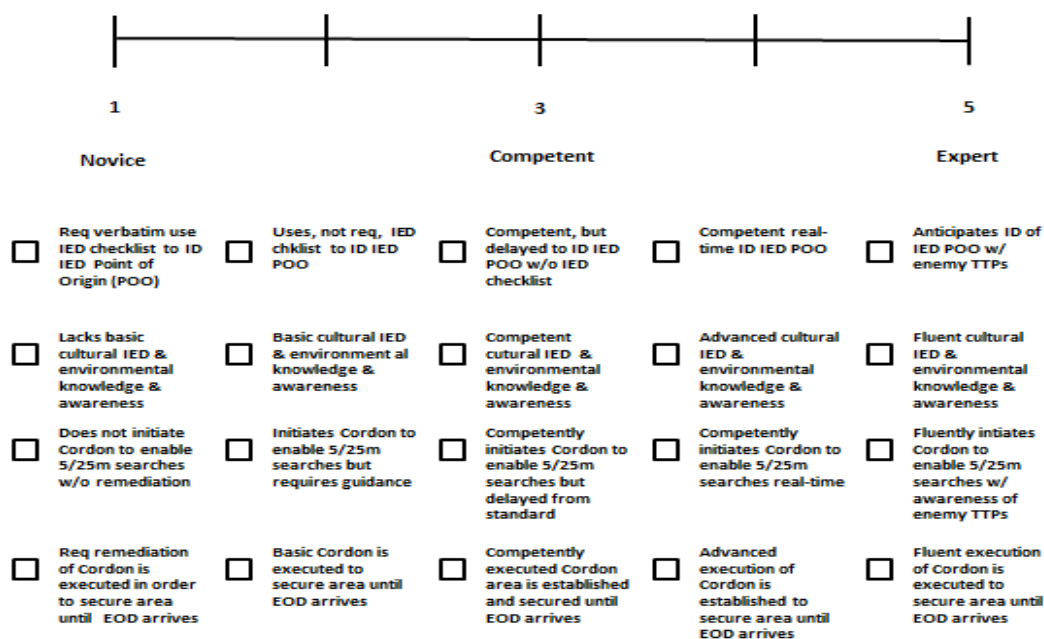 1
3
5
Novice
Competent
Expert
Req verbatim use
IED checklist to ID
IED Point of
Origin (POO)
Uses, not req, IED
chklist to ID IED
POO
Competent, but
delayed to ID IED
POO w/o IED
checklist
Competent real-
time ID IED POO
Anticipates ID of
IED POO w/
enemy TTPs
Lacks basic
cultural IED &
environmental
knowledge &
awareness
Basic cultural IED
& environment al
knowledge &
awareness
Competent
cutural IED &
environmental
knowledge &
awareness
Advanced cultural
IED &
environmental
knowledge &
awareness
Fluent cultural
IED &
environmental
knowledge &
awareness
Does not initiate
Cordon to enable
5/25m searches
w/o remediation
Initiates Cordon to
enable 5/25m
searches but
requires guidance
Competently
initiates Cordon to
enable 5/25m
searches but
delayed from
standard
Competently
initiates Cordon to
enable 5/25m
searches real-time
Fluently intiates
Cordon to
enable 5/25m
searches w/
awareness of
enemy TTPs
Req remediation
of Cordon is
executed in order
to secure area
until EOD arrives
Basic Cordon is
executed to
secure area until
EOD arrives
Competently
executed Cordon
area is established
and secured until
EOD arrives
Advanced
execution of
Cordon is
established to
secure area until
EOD arrives
Fluent execution
of Cordon is
executed to
secure area until
EOD arrives